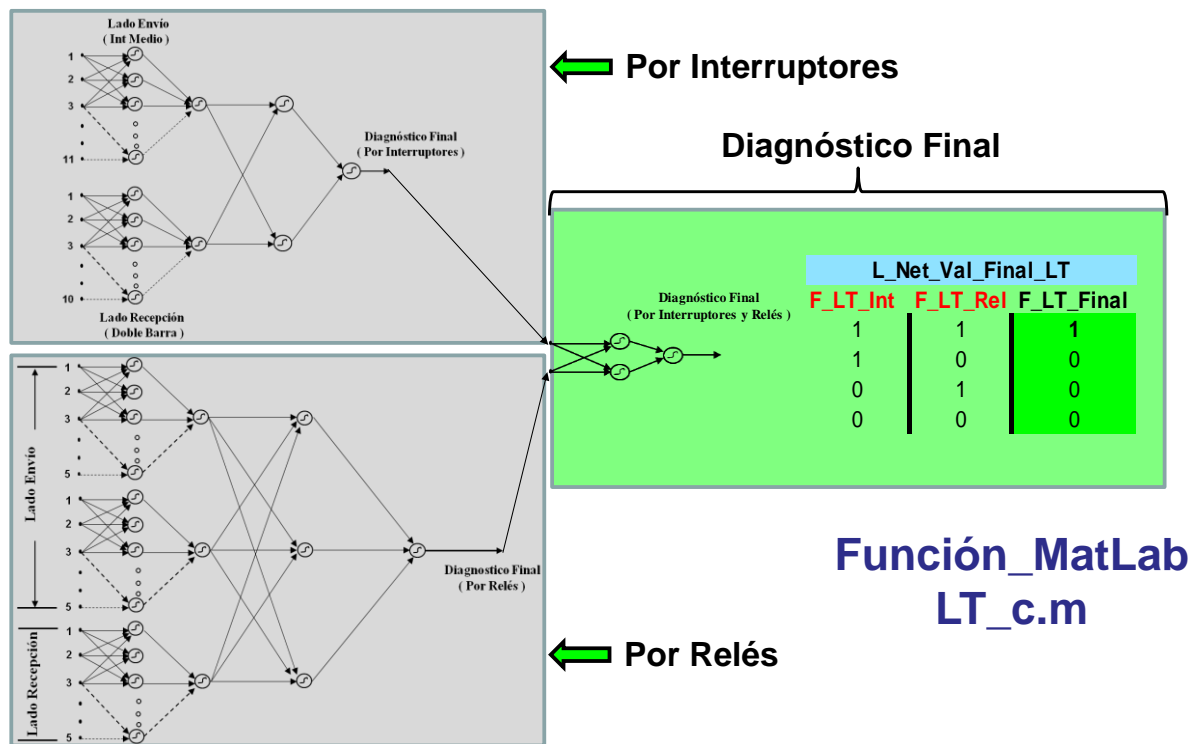 Lado Envío
( Int Medio )
1
2
3
11
1
2
3
10
Lado Recepción
( Doble Barra )
Diagnóstico Final
( Por Interruptores )
Por Interruptores
Diagnóstico Final
Diagnóstico Final
( Por Interruptores y Relés )
L_Net_Val_Final_LT
F_LT_Int F_LT_Rel F_LT_Final
1 1 1
1 0 0
0 1 0
0 0 0
Lado Envío
1
2
3
5
1
2
3
5
Lado Recepción
1
2
3
5
Diagnostico Final
( Por Relés )
Por Relés
Función_MatLab
LT_c.m